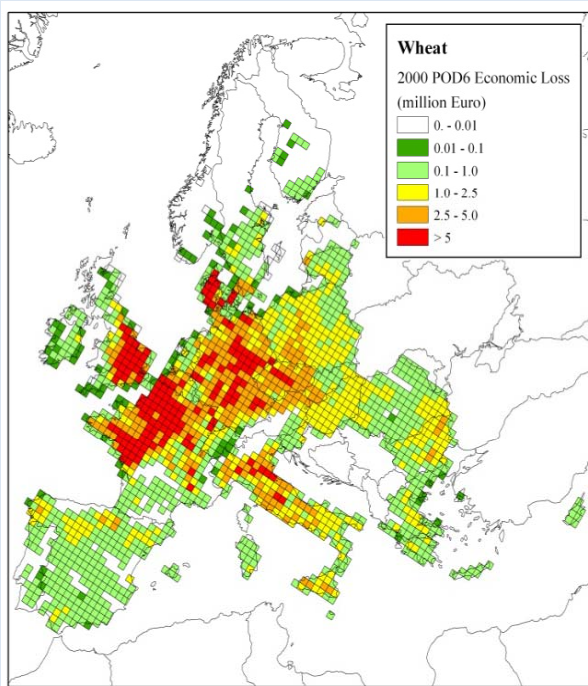 Wheat
2000 POD6 Economic Loss
(million Euro)
0. - 0.01
0.01 - 0.1
0.1 - 1.0
1.0 - 2.5
2.5 - 5.0
> 5